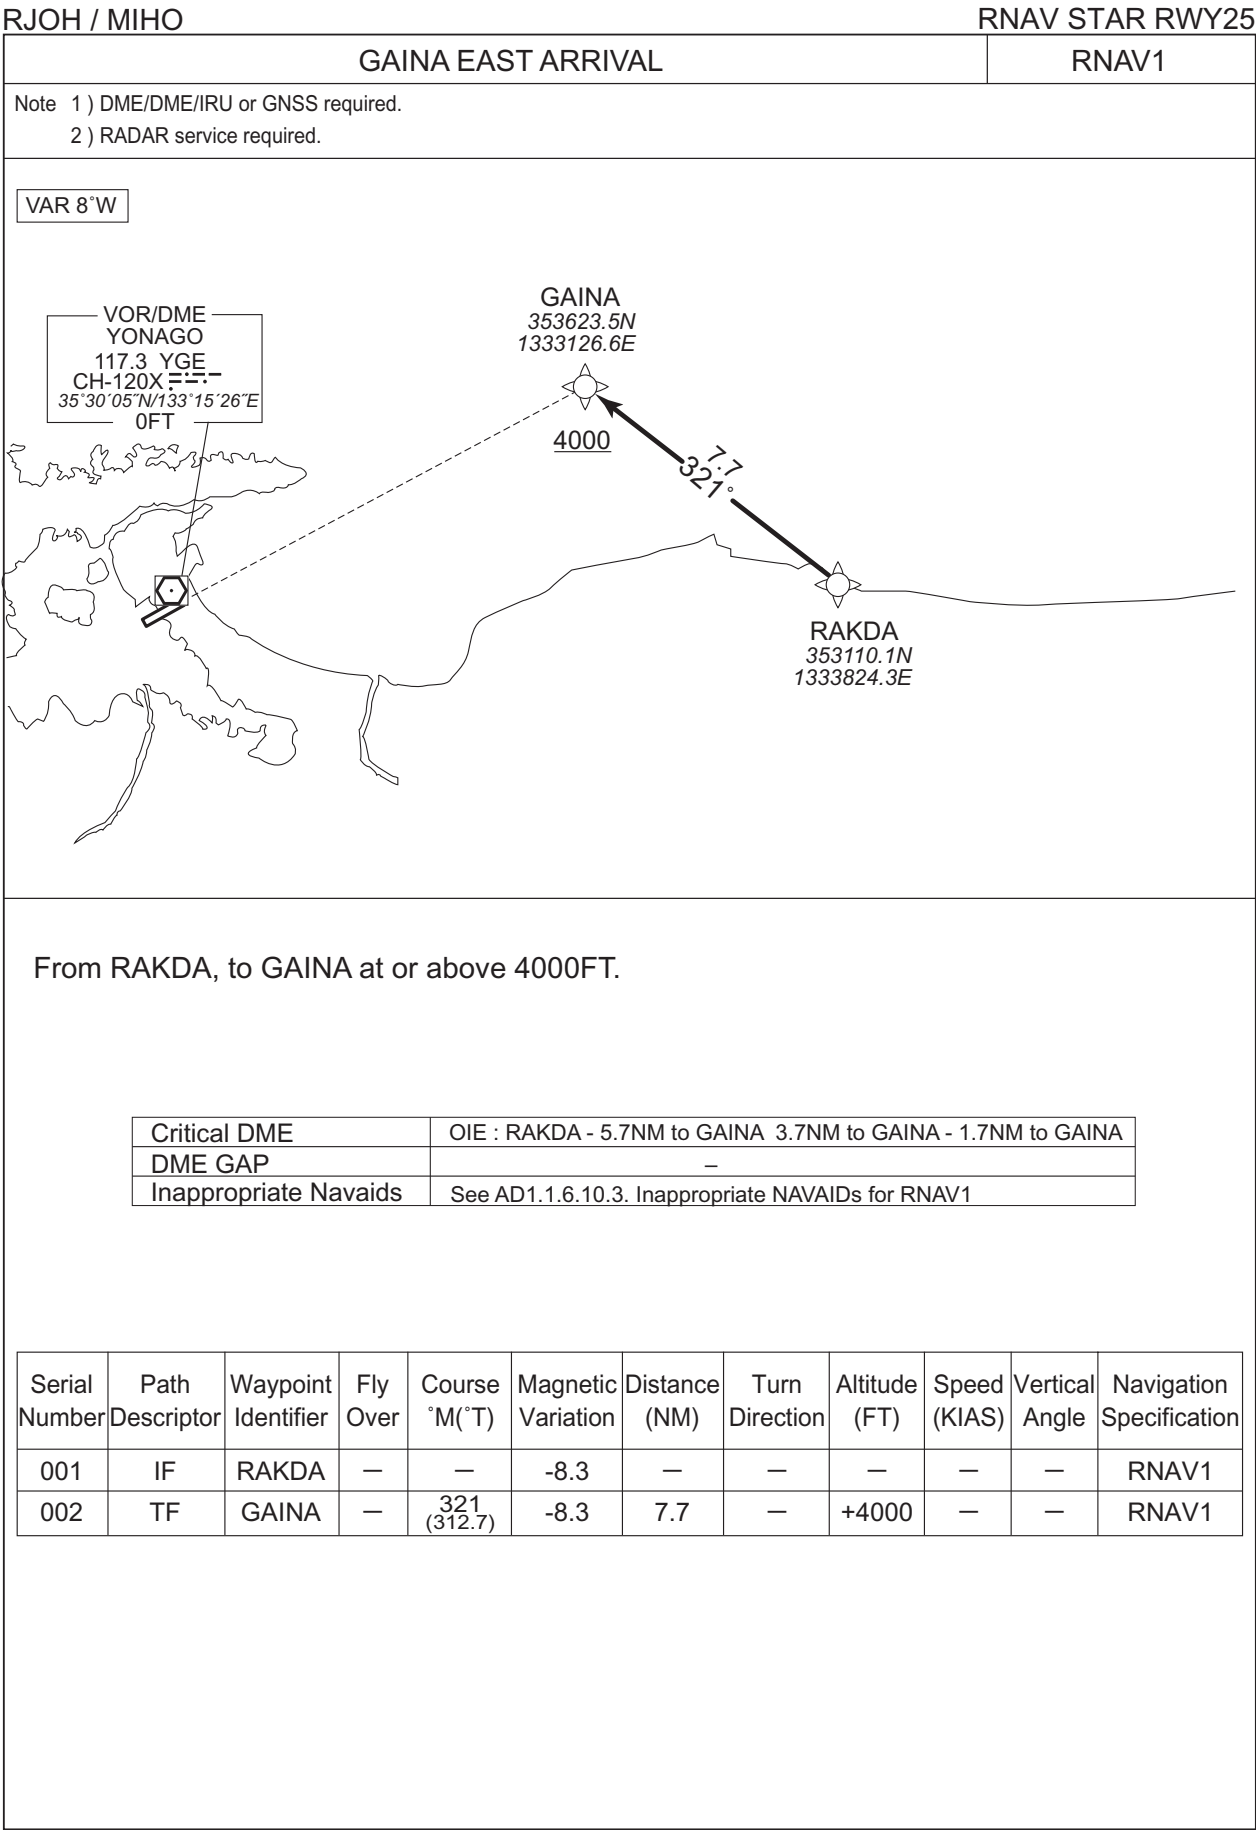 RJOH / MIHO
RNAV STAR RWY25
GAINA EAST ARRIVAL
RNAV1
Note 1 ) DME/DME/IRU or GNSS required.
2 ) RADAR service required.
VAR 8˚W
VOR/DME
YONAGO
117.3 YGE
CH-120X
35˚30´05˝N/133˚15´26˝E
0FT
GAINA
353623.5N
1333126.6E
4000
7.7
321˚
RAKDA
353110.1N
1333824.3E
From RAKDA, to GAINA at or above 4000FT.
Critical DME OIE : RAKDA - 5.7NM to GAINA 3.7NM to GAINA - 1.7NM to GAINA
DME GAP –
Inappropriate Navaids See AD1.1.6.10.3. Inappropriate NAVAIDs for RNAV1
Serial Path Waypoint Fly Course Magnetic Distance Turn Altitude Speed Vertical Navigation
Number Descriptor Identifier Over ˚M(˚T) Variation (NM) Direction (FT) (KIAS) Angle Specification
001 IF RAKDA — — -8.3 — — — — — RNAV1
002 TF GAINA — 321 (312.7) -8.3 7.7 — +4000 — — RNAV1